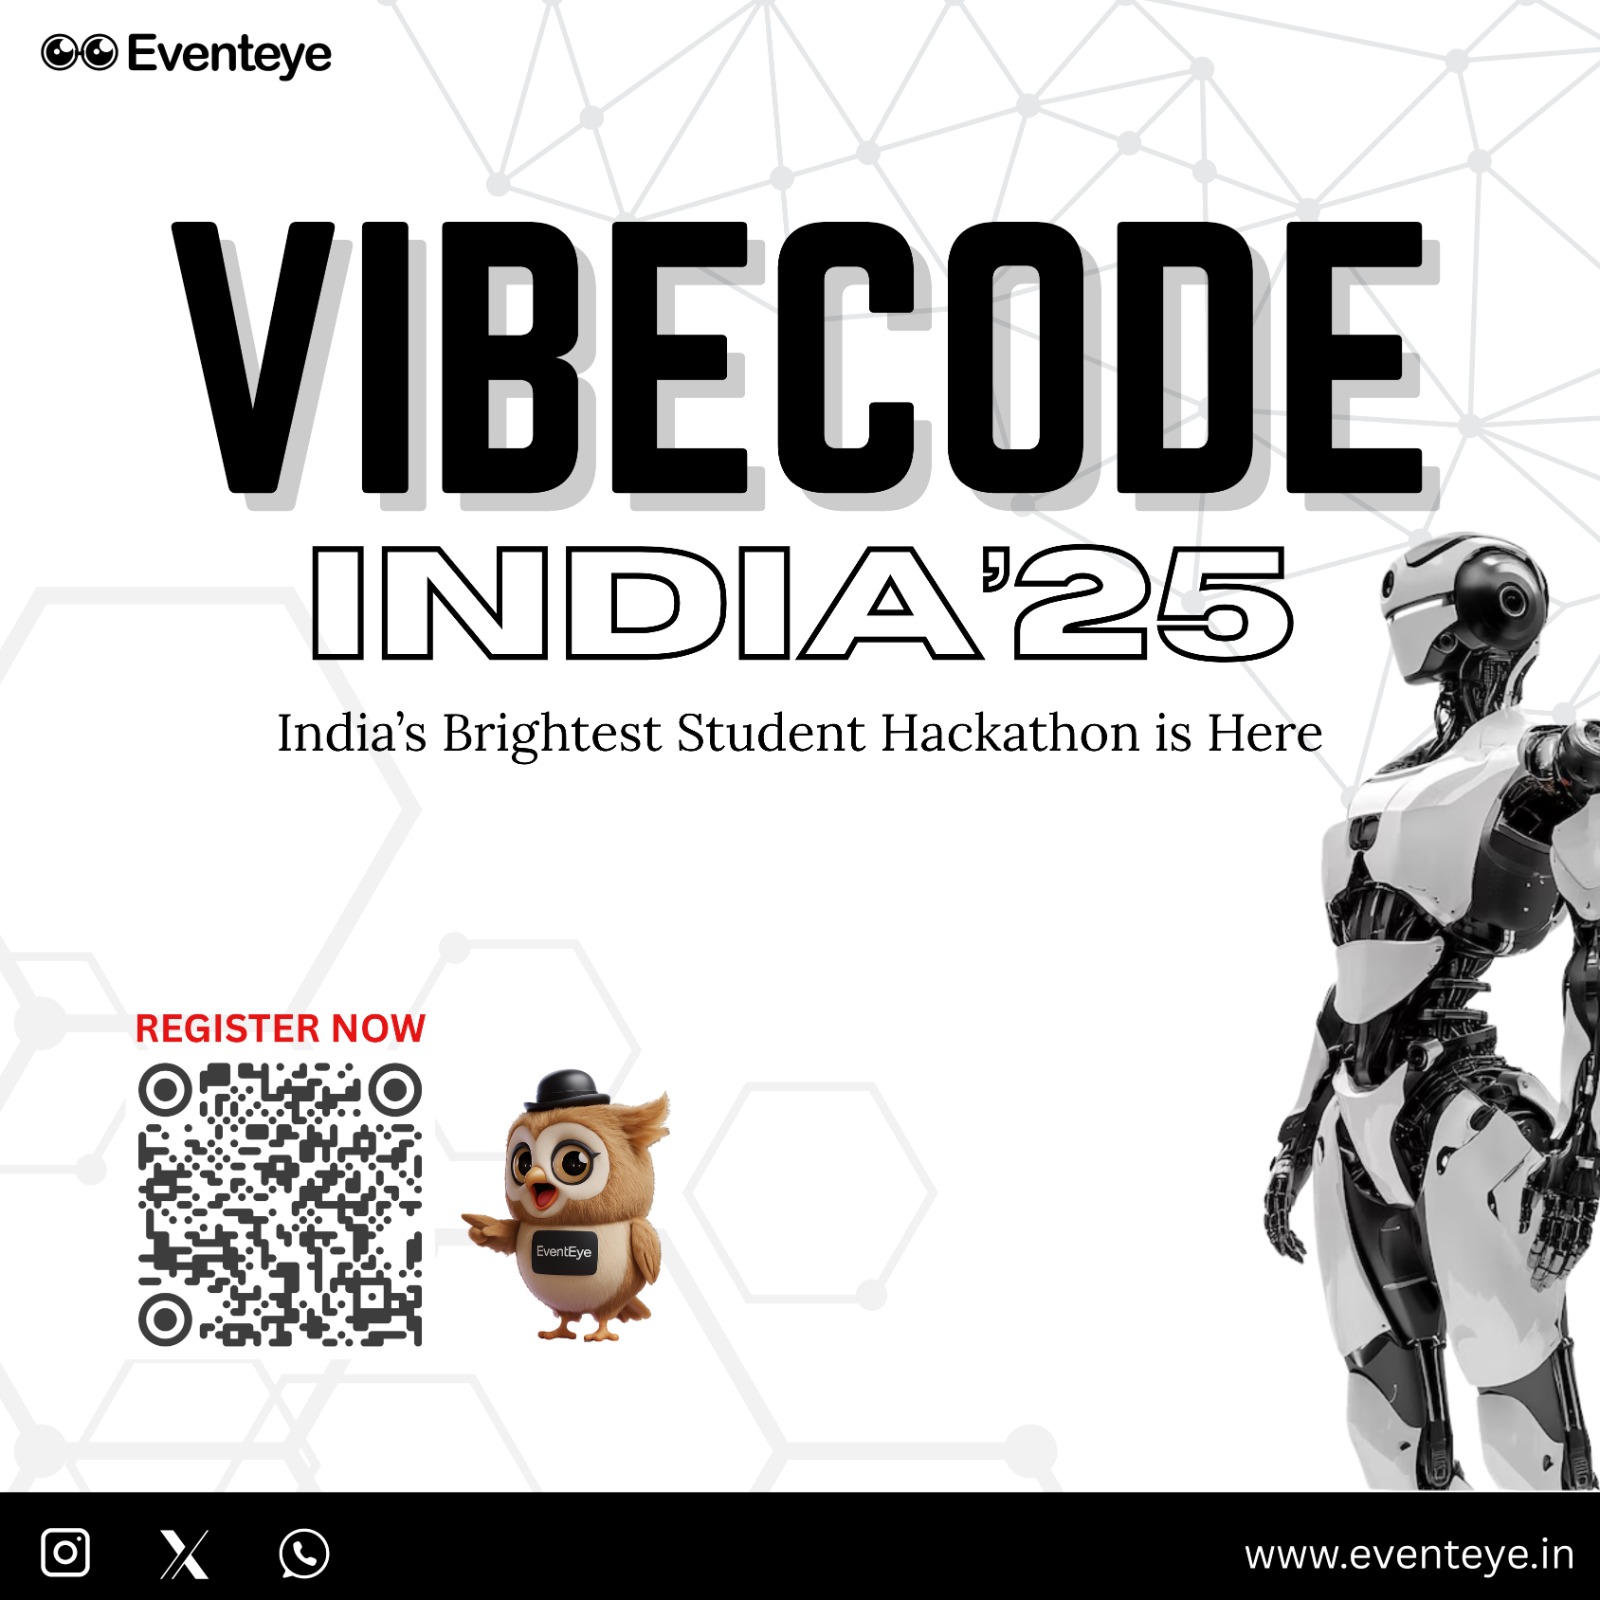 Eventeye
VIBECODE
INDIA’25
India’s Brightest Student Hackathon is Here
REGISTER NOW
EventEye
www.eventeye.in